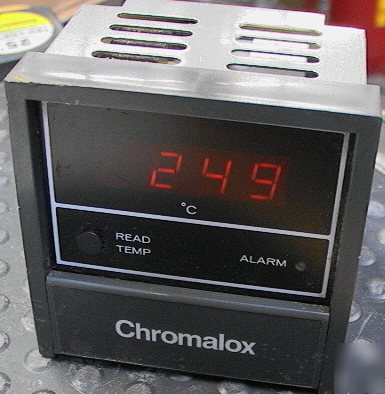 249
°C
READ
TEMP
ALARM
Chromalox